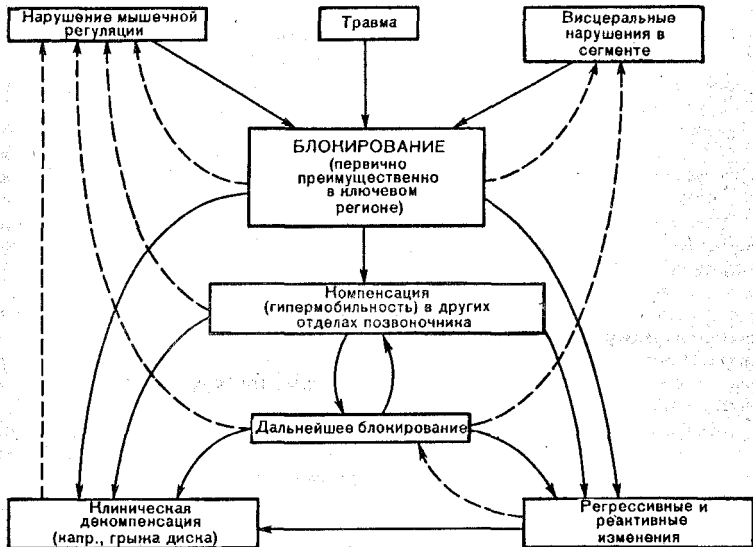 Нарушение мышечной
регуляции
Травма
Висцеральные
нарушения в
сегменте
БЛОКИРОВАНИЕ
(первично
преимущественно
в ключевом
регионе)
Компенсация
(гипермобильность) в других
отделах позвоночника
Дальнейшее блокирование
Клиническая
декомпенсация
(напр., грыжа диска)
Регрессивные и
реактивные
изменения